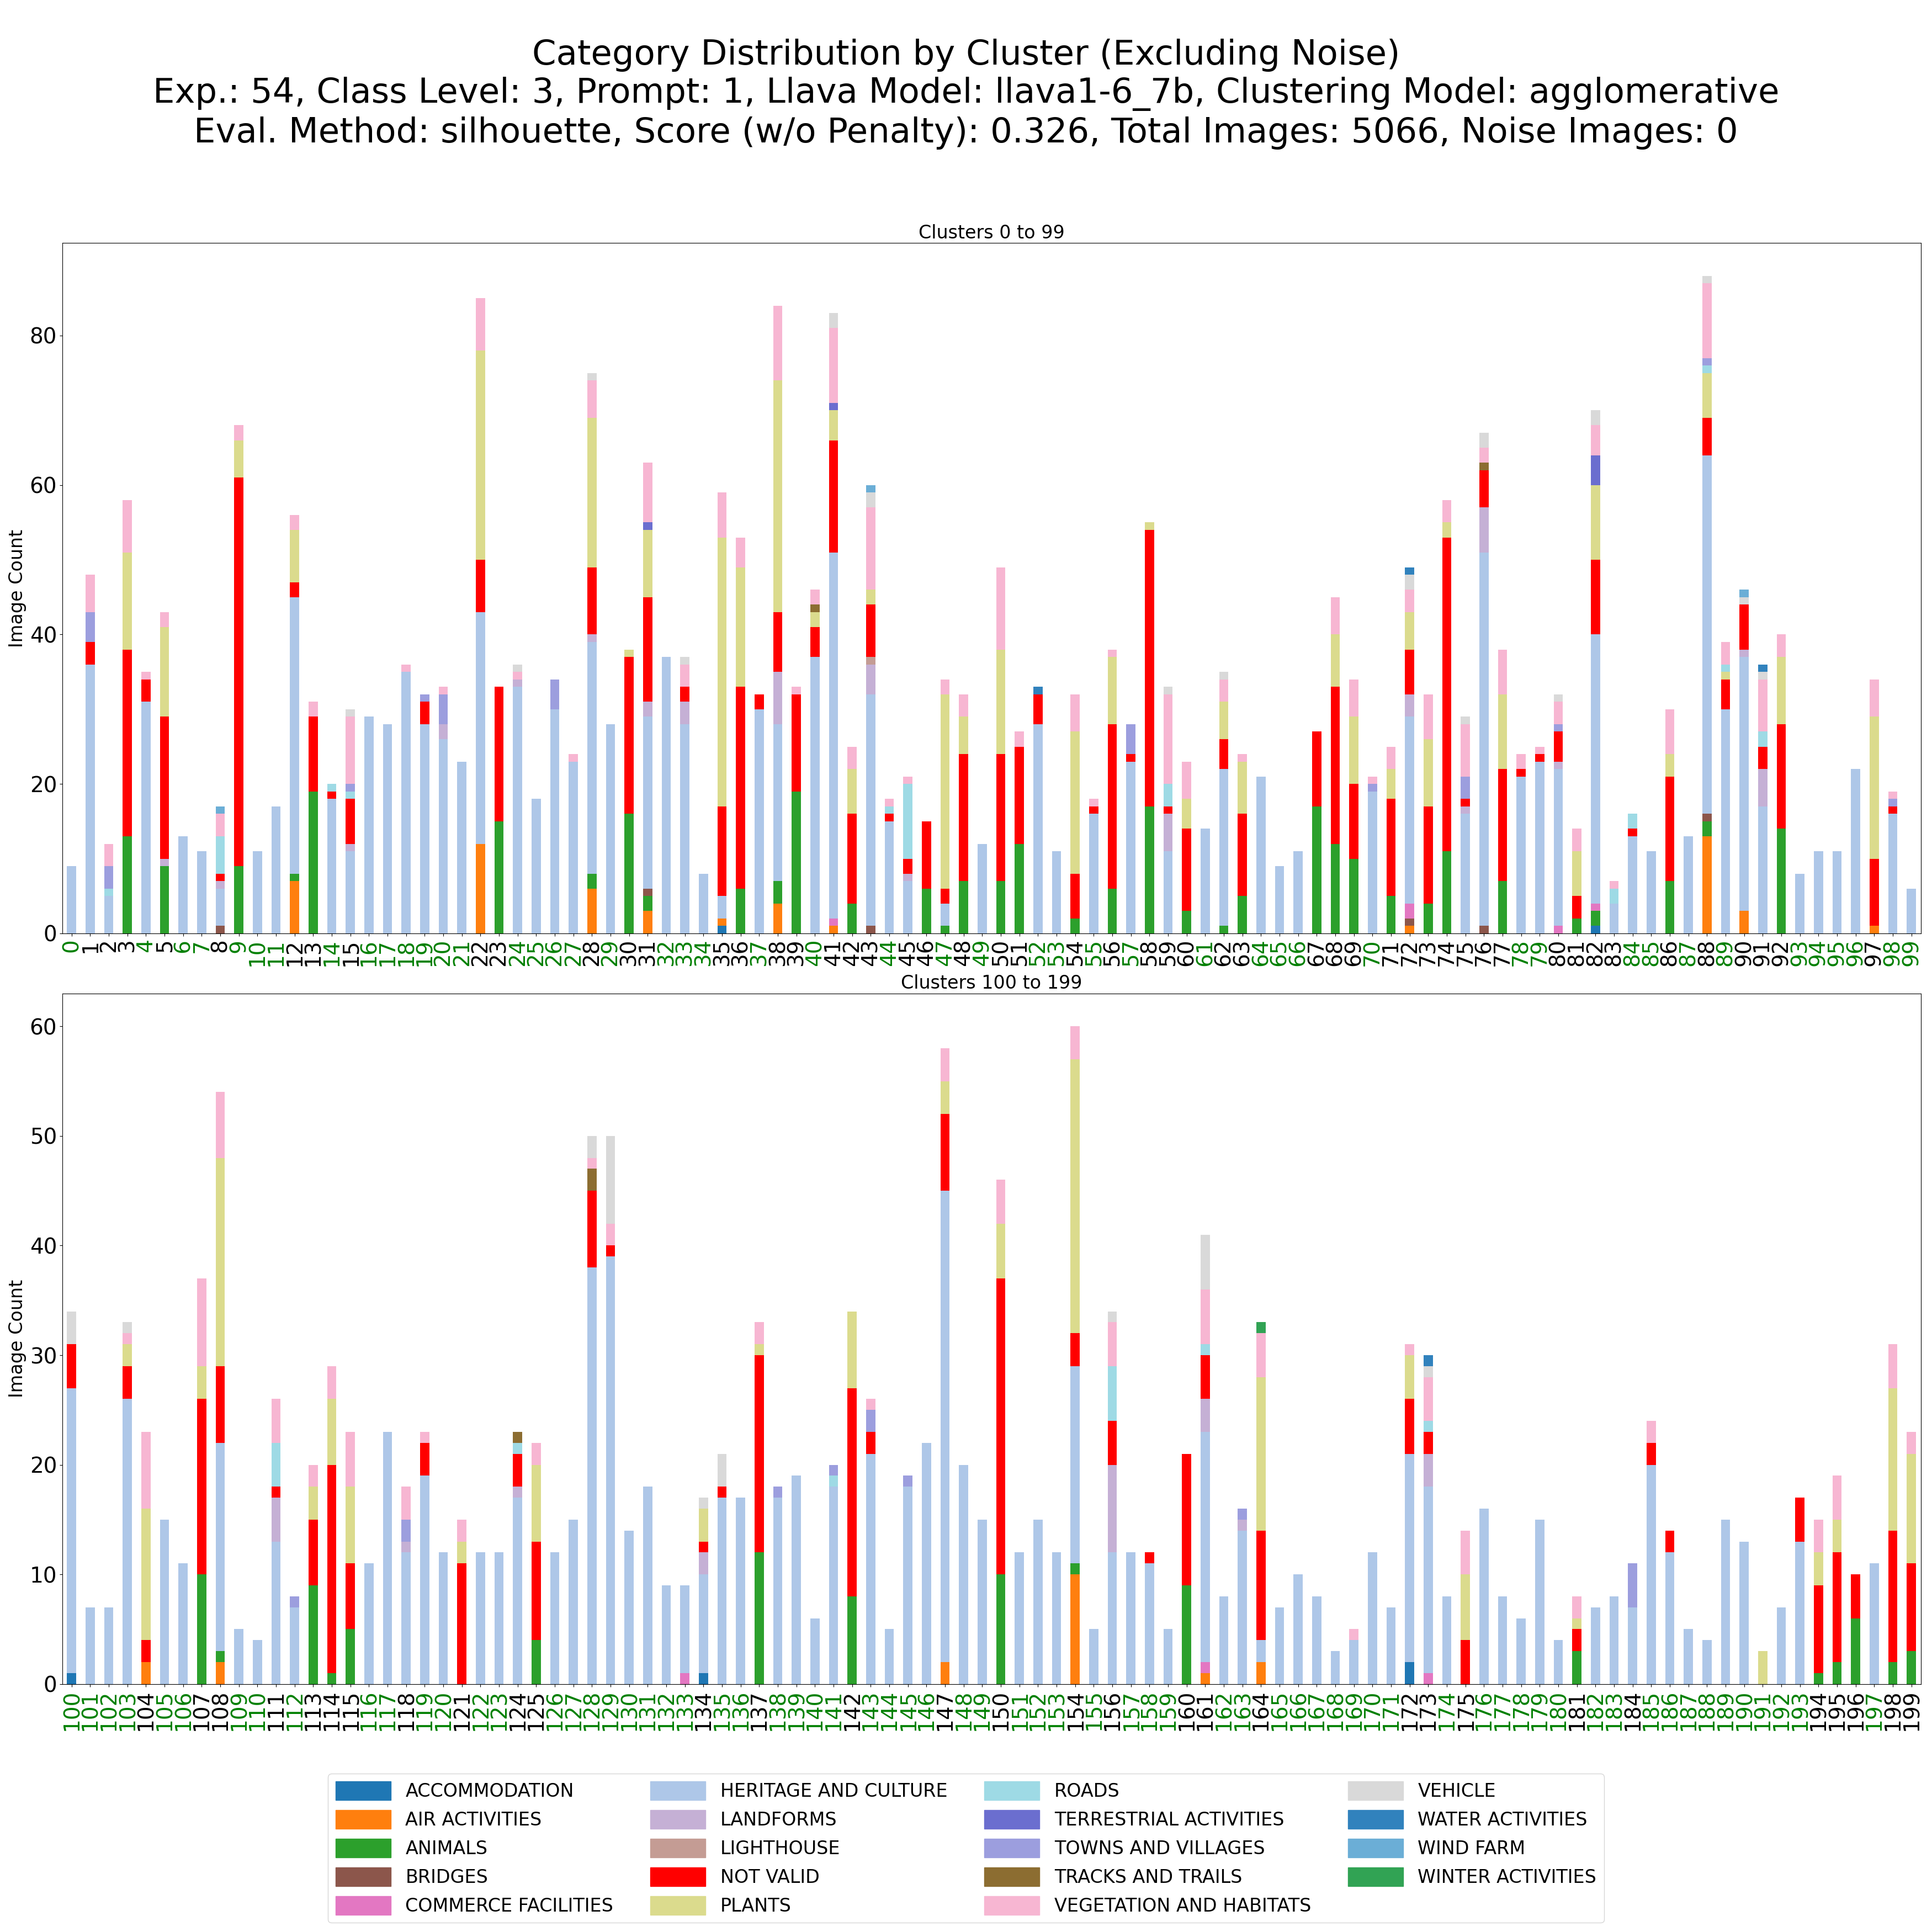 Category Distribution by Cluster (Excluding Noise)
Exp.: 54, Class Level: 3, Prompt: 1, Llava Model: llava1-6_7b, Clustering Model: agglomerative
Eval. Method: silhouette, Score (w/o Penalty): 0.326, Total Images: 5066, Noise Images: 0
Clusters 0 to 99
Image Count
80
60
40
20
0
0 1 2 3 4 5 6 7 8 9 10 11 12 13 14 15 16 17 18 19 20 21 22 23 24 25 26 27 28 29 30 31 32 33 34 35 36 37 38 39 40 41 42 43 44 45 46 47 48 49 50 51 52 53 54 55 56 57 58 59 60 61 62 63 64 65 66 67 68 69 70 71 72 73 74 75 76 77 78 79 80 81 82 83 84 85 86 87 88 89 90 91 92 93 94 95 96 97 98 99
Clusters 100 to 199
Image Count
60
50
40
30
20
10
0
100 101 102 103 104 105 106 107 108 109 110 111 112 113 114 115 116 117 118 119 120 121 122 123 124 125 126 127 128 129 130 131 132 133 134 135 136 137 138 139 140 141 142 143 144 145 146 147 148 149 150 151 152 153 154 155 156 157 158 159 160 161 162 163 164 165 166 167 168 169 170 171 172 173 174 175 176 177 178 179 180 181 182 183 184 185 186 187 188 189 190 191 192 193 194 195 196 197 198 199
ACCOMMODATION
AIR ACTIVITIES
ANIMALS
BRIDGES
COMMERCE FACILITIES
HERITAGE AND CULTURE
LANDFORMS
LIGHTHOUSE
NOT VALID
PLANTS
ROADS
TERRESTRIAL ACTIVITIES
TOWNS AND VILLAGES
TRACKS AND TRAILS
VEGETATION AND HABITATS
VEHICLE
WATER ACTIVITIES
WIND FARM
WINTER ACTIVITIES